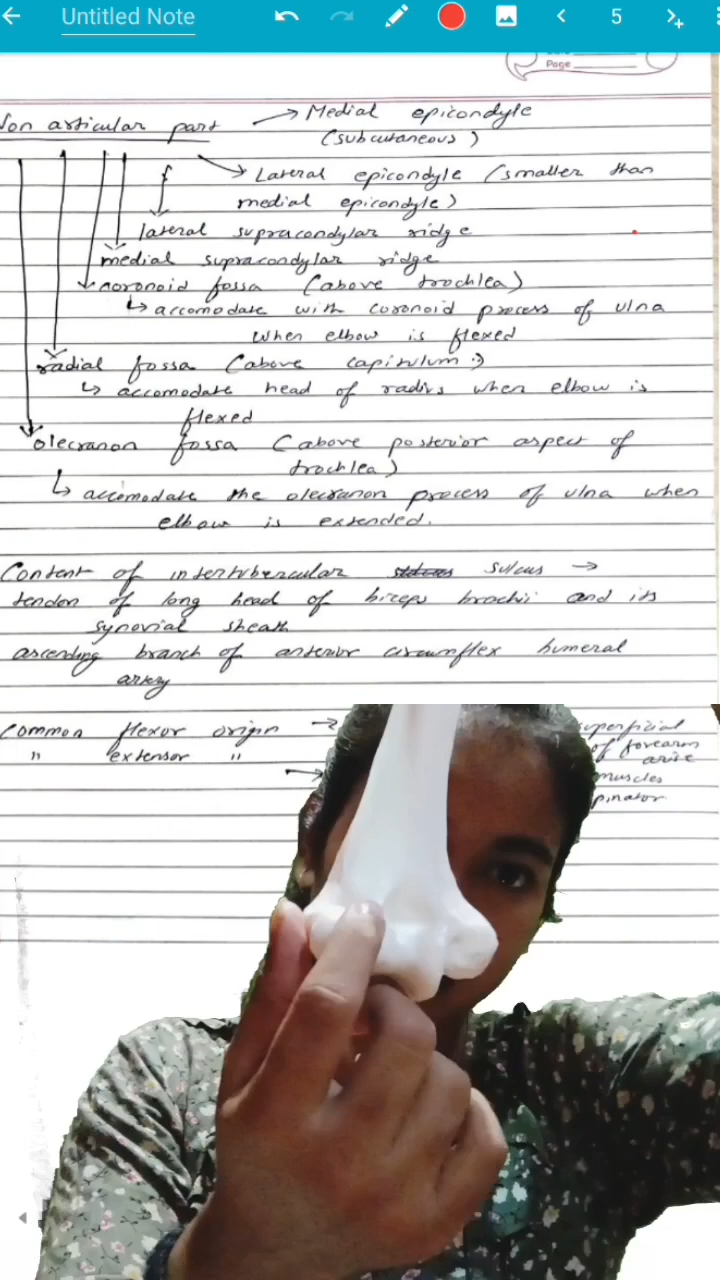 Untitled Note
5
Page
Non articular part → Medial epicondyle
(subcutaneous)
Lateral epicondyle (smaller than
medial epicondyle)
lateral supracondylar ridge
medial supracondylar ridge
coronoid fossa (above trochlea)
accomodate with coronoid process of ulna
when elbow is flexed
radial fossa (above capitulum)
accomodate head of radius when elbow is
flexed
olecranon fossa (above posterior aspect of
trochlea)
accomodate the olecranon process of ulna when
elbow is extended.
Content of intertubercular sulcus →
tendon of long head of biceps brachii and its
synovial sheath
ascending branch of anterior circumflex humeral
artery
Common flexor origin → uperficial
" extensor " of forearm
arise
muscles
pinator